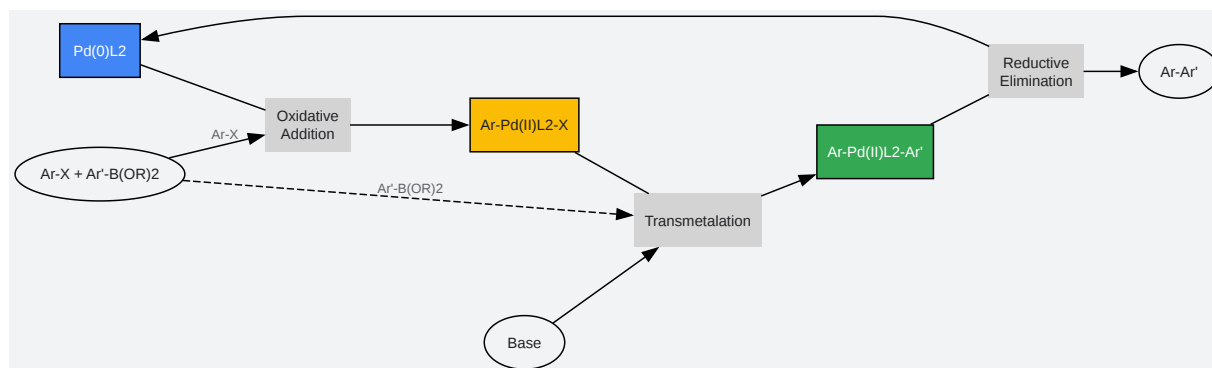 Pd(0)L2
Ar-X
Ar-X + Ar'-B(OR)2
Oxidative
Addition
Ar'-B(OR)2
Ar-Pd(II)L2-X
Transmetalation
Base
Ar-Pd(II)L2-Ar'
Reductive
Elimination
Ar-Ar'